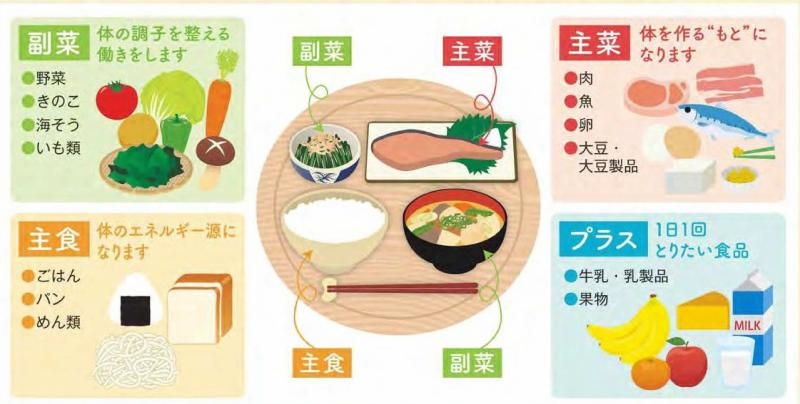 副菜
体の調子を整える
働きをします
●野菜
●きのこ
●海そう
●いも類
副菜
主菜
主菜
体を作る“もと”に
なります
●肉
●魚
●卵
●大豆・
大豆製品
主食
体のエネルギー源に
なります
●ごはん
●パン
●めん類
主食
副菜
プラス
1日1回
とりたい食品
●牛乳・乳製品
●果物
MILK